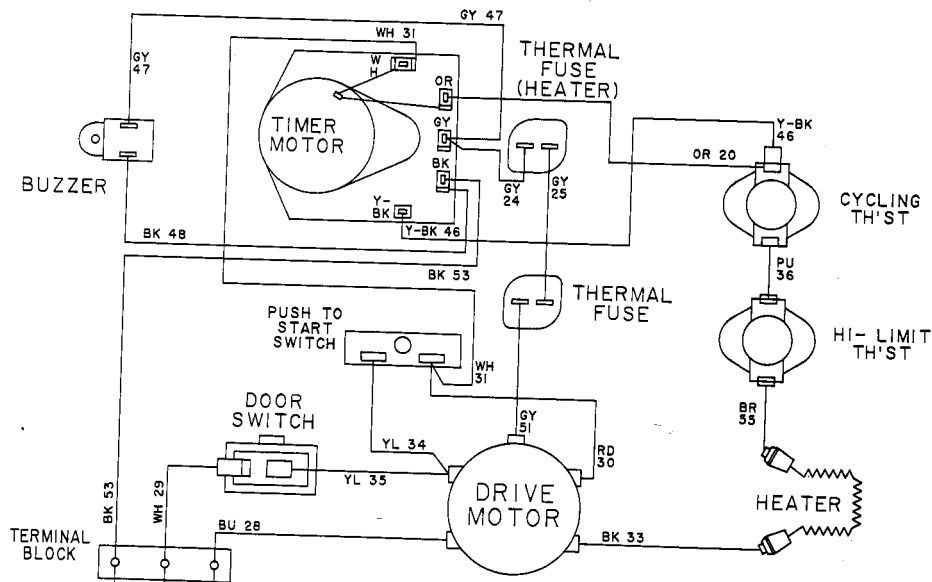 GY 47
WH 31
GY
47
W
H
OR
THERMAL
FUSE
(HEATER)
TIMER
MOTOR
GY
Y-BK
46
BK
OR 20
BUZZER
GY
24
GY
25
CYCLING
TH'ST
Y-
BK
Y-BK 46
BK 48
BK 53
PU
36
THERMAL
FUSE
PUSH TO
START
SWITCH
HI-LIMIT
TH'ST
WH
31
DOOR
SWITCH
GY
51
BR
55
YL 34
RD
30
YL 35
DRIVE
MOTOR
HEATER
BK 53
WH 29
BU 28
TERMINAL
BLOCK
BK 33